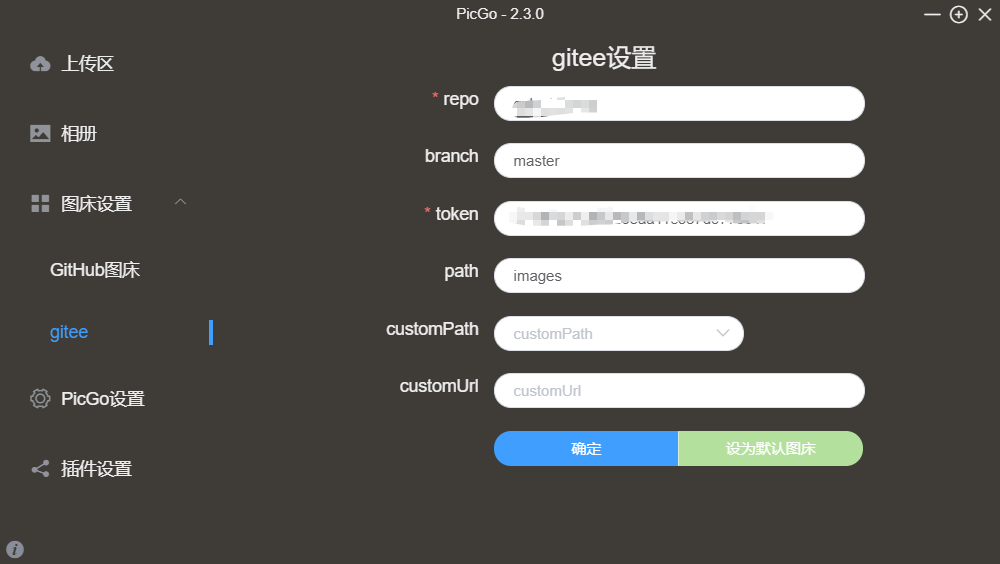 PicGo - 2.3.0
上传区
相册
图床设置
GitHub图床
gitee
PicGo设置
插件设置
gitee设置
* repo
branch
master
* token
path
images
customPath
customPath
customUrl
customUrl
确定
设为默认图床